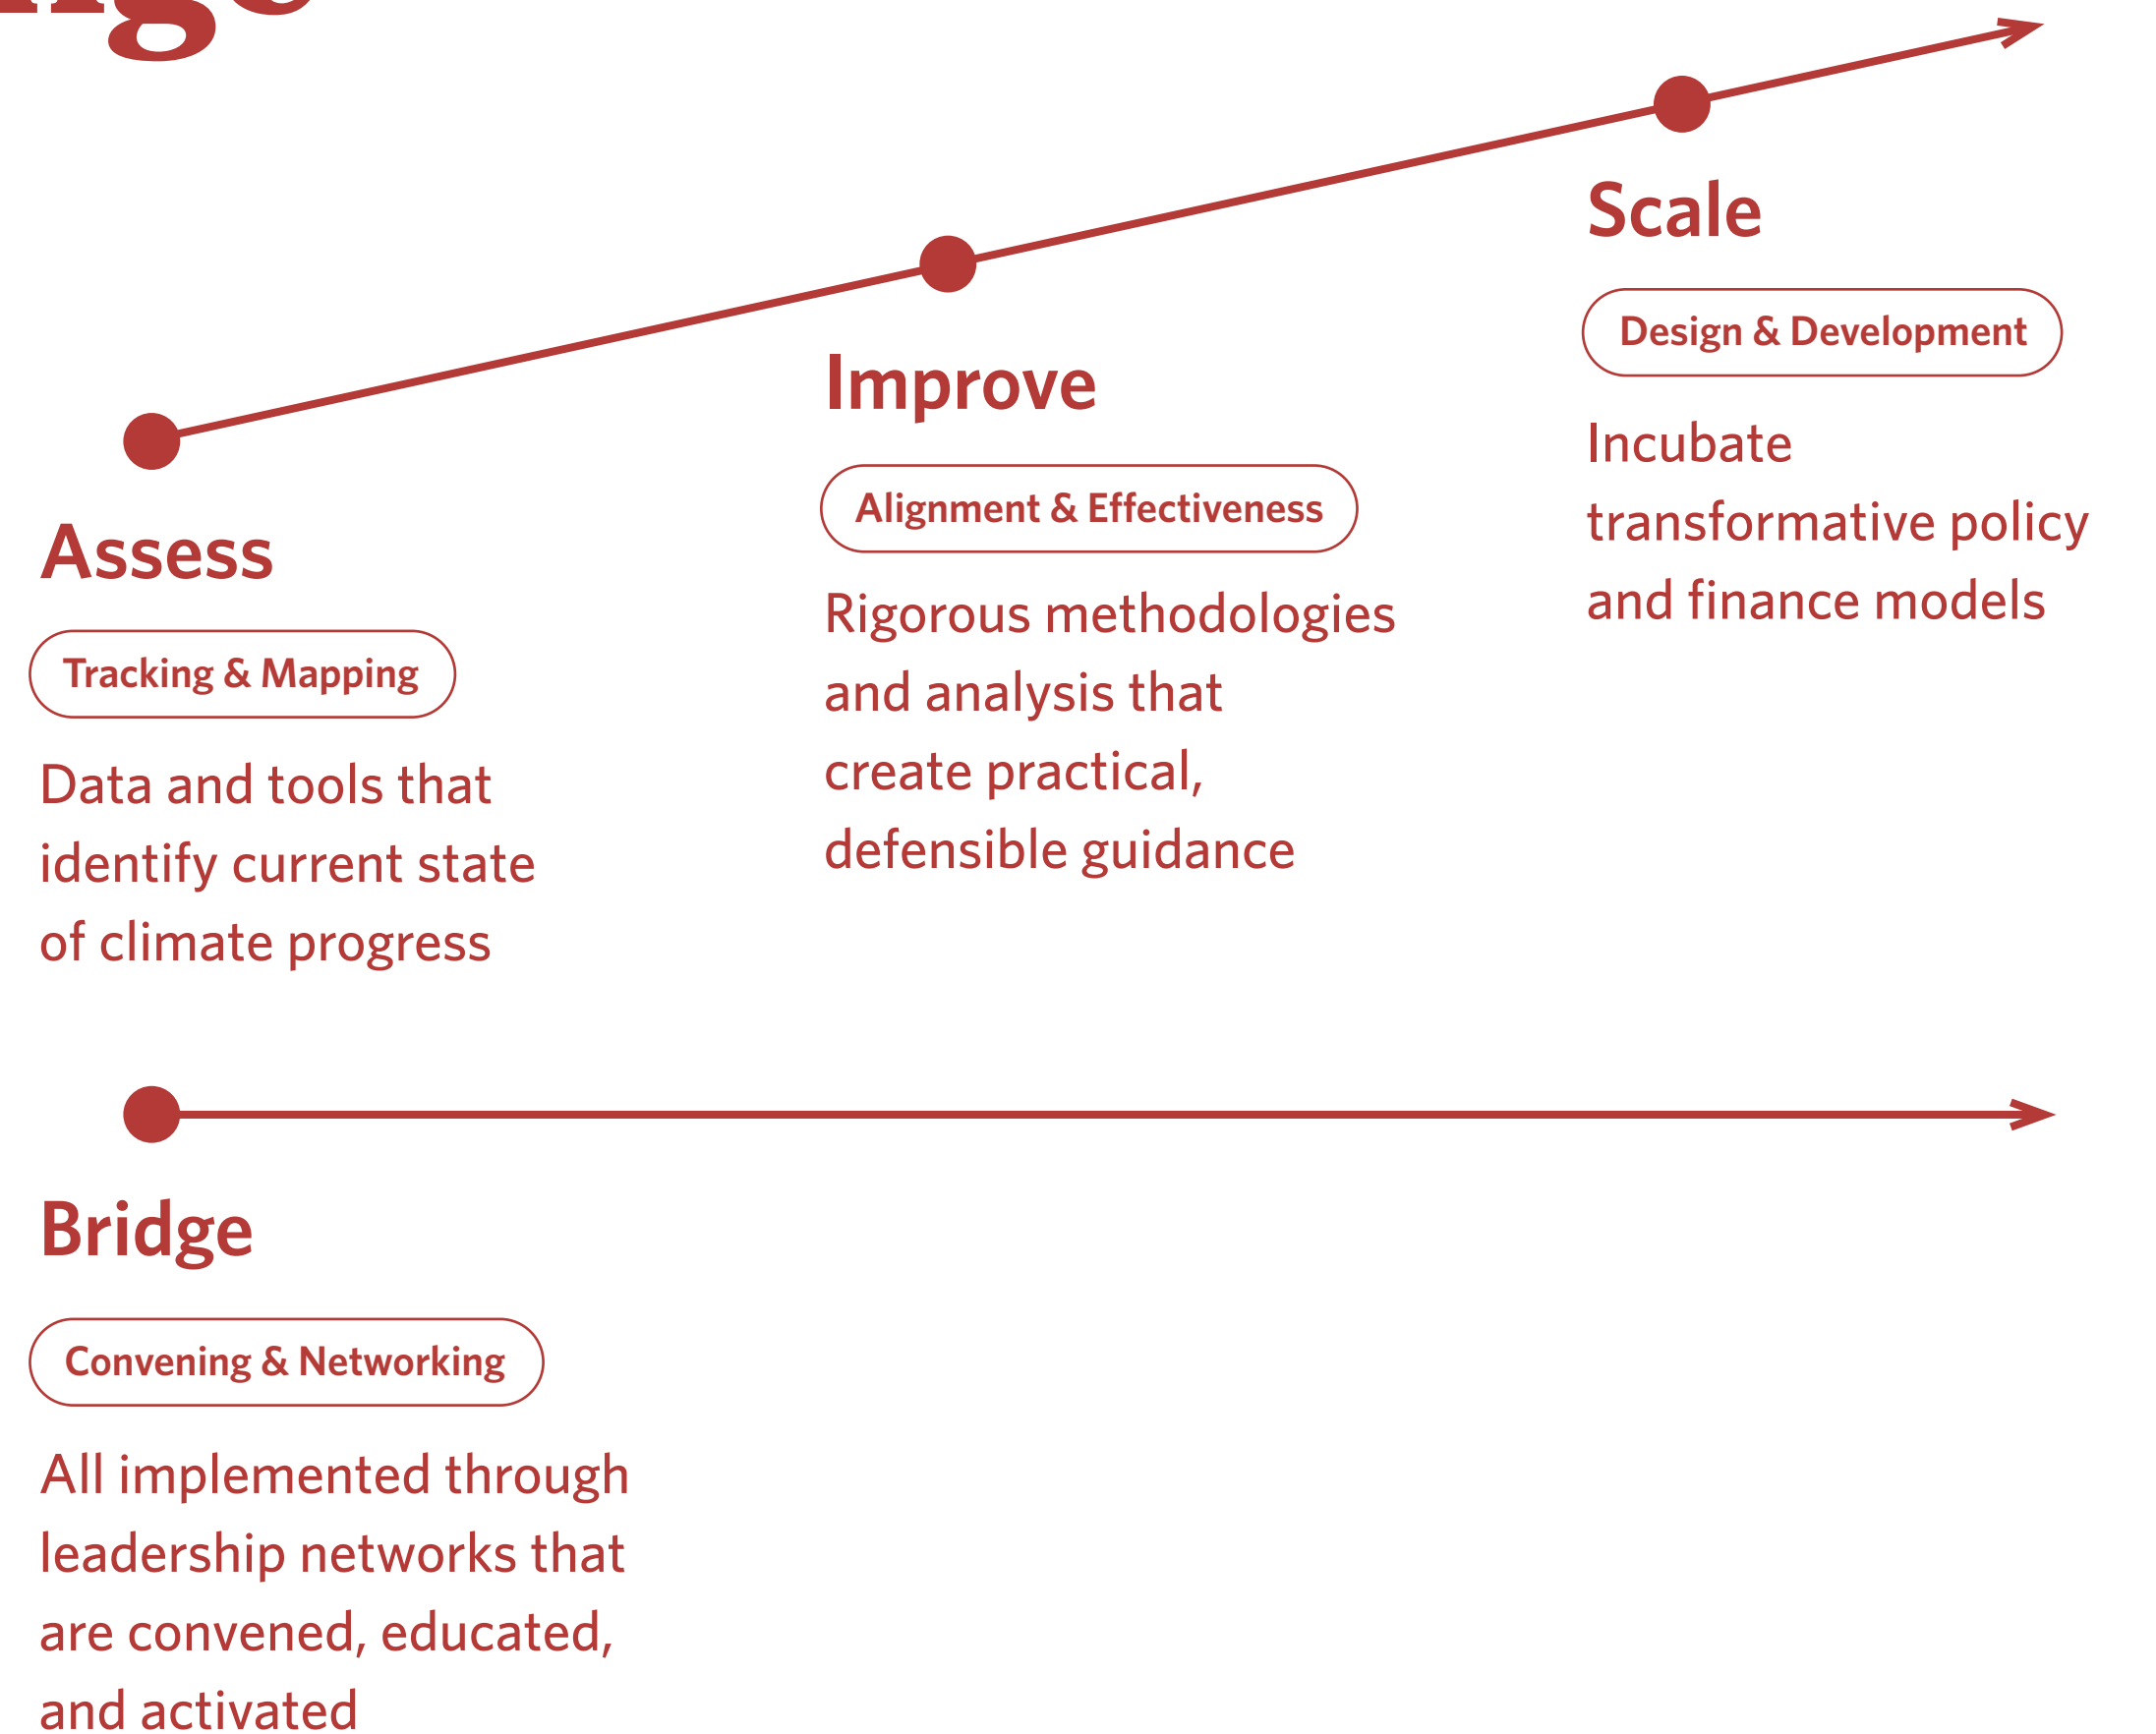 Assess
Tracking & Mapping
Data and tools that
identify current state
of climate progress
Improve
Alignment & Effectiveness
Rigorous methodologies
and analysis that
create practical,
defensible guidance
Scale
Design & Development
Incubate
transformative policy
and finance models
Bridge
Convening & Networking
All implemented through
leadership networks that
are convened, educated,
and activated